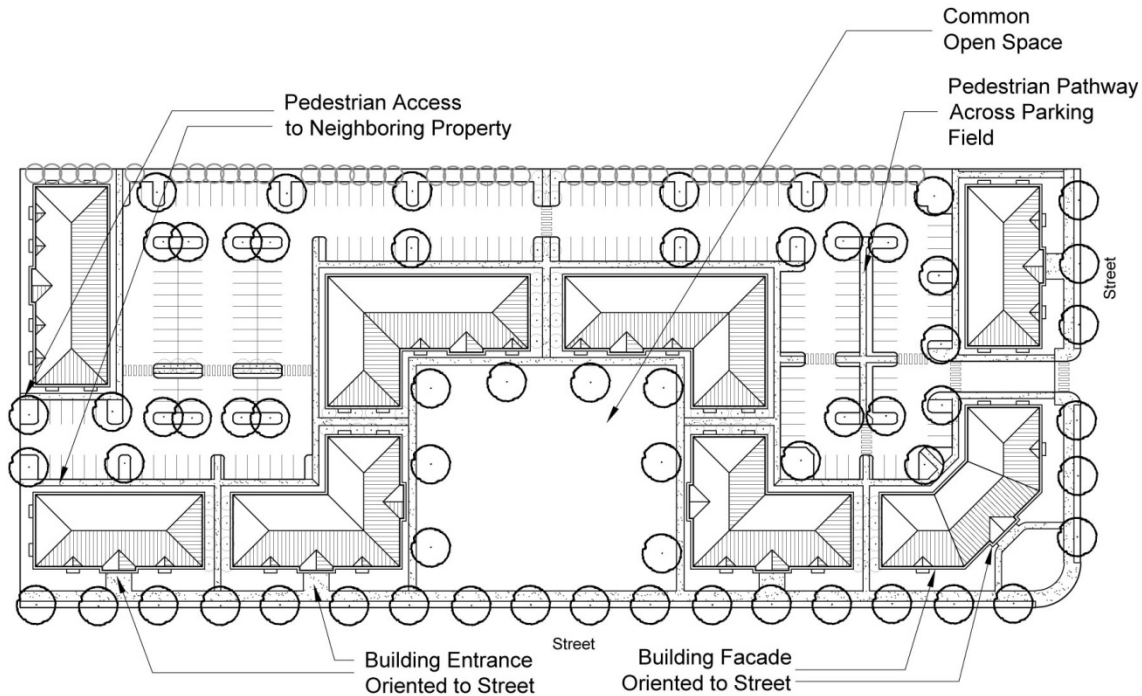 Common
Open Space
Pedestrian Access
to Neighboring Property
Pedestrian Pathway
Across Parking
Field
Street
Street
Building Entrance
Oriented to Street
Building Facade
Oriented to Street